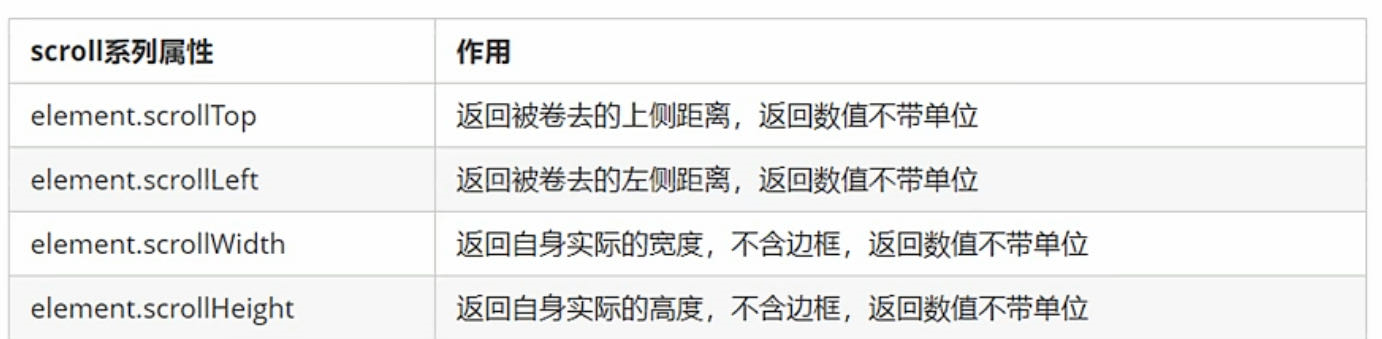 scroll系列属性 作用
element.scrollTop 返回被卷去的上侧距离，返回数值不带单位
element.scrollLeft 返回被卷去的左侧距离，返回数值不带单位
element.scrollWidth 返回自身实际的宽度，不含边框，返回数值不带单位
element.scrollHeight 返回自身实际的高度，不含边框，返回数值不带单位